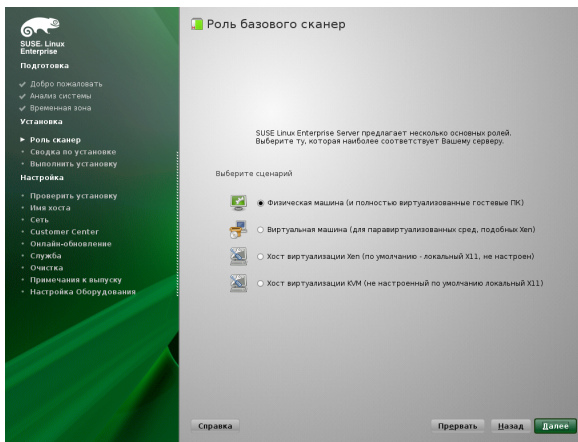 SUSE. Linux
Enterprise
Подготовка
Добро пожаловать
Анализ системы
Временная зона
Установка
Роль сканер
Сводка по установке
Выполнить установку
Настройка
Проверить установку
Имя хоста
Сеть
Customer Center
Онлайн-обновление
Служба
Очистка
Примечания к выпуску
Настройка Оборудования
Роль базового сканер
SUSE Linux Enterprise Server предлагает несколько основных ролей.
Выберите ту, которая наиболее соответствует Вашему серверу.
Выберите сценарий
Физическая машина (и полностью виртуализованные гостевые ПК)
Виртуальная машина (для паравиртуализованных сред, подобных Xen)
Хост виртуализации Xen (по умолчанию - локальный X11, не настроен)
Хост виртуализации KVM (не настроенный по умолчанию локальный X11)
Справка
Прервать
Назад
Далее